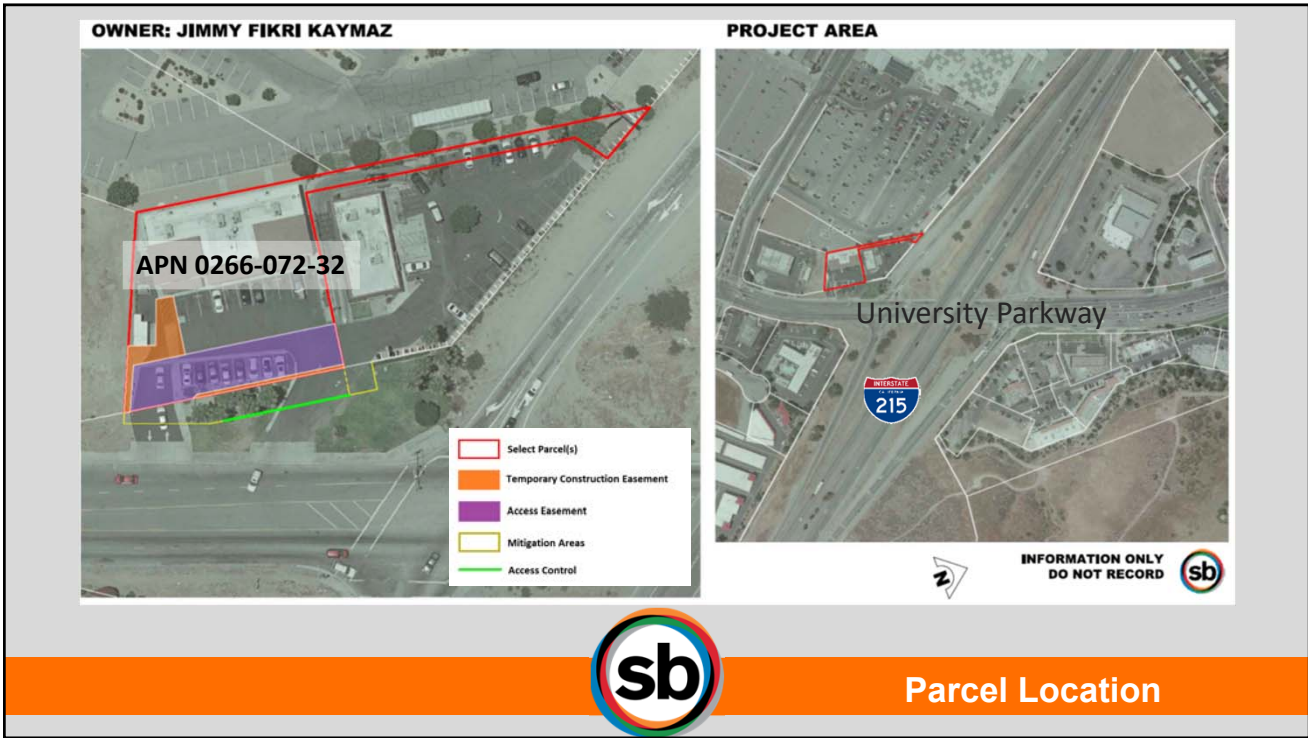 OWNER: JIMMY FIKRI KAYMAZ
APN 0266-072-32
Select Parcel(s)
Temporary Construction Easement
Access Easement
Mitigation Areas
Access Control
PROJECT AREA
University Parkway
INTERSTATE
CALIFORNIA
215
N
INFORMATION ONLY
DO NOT RECORD
sb
sb
Parcel Location